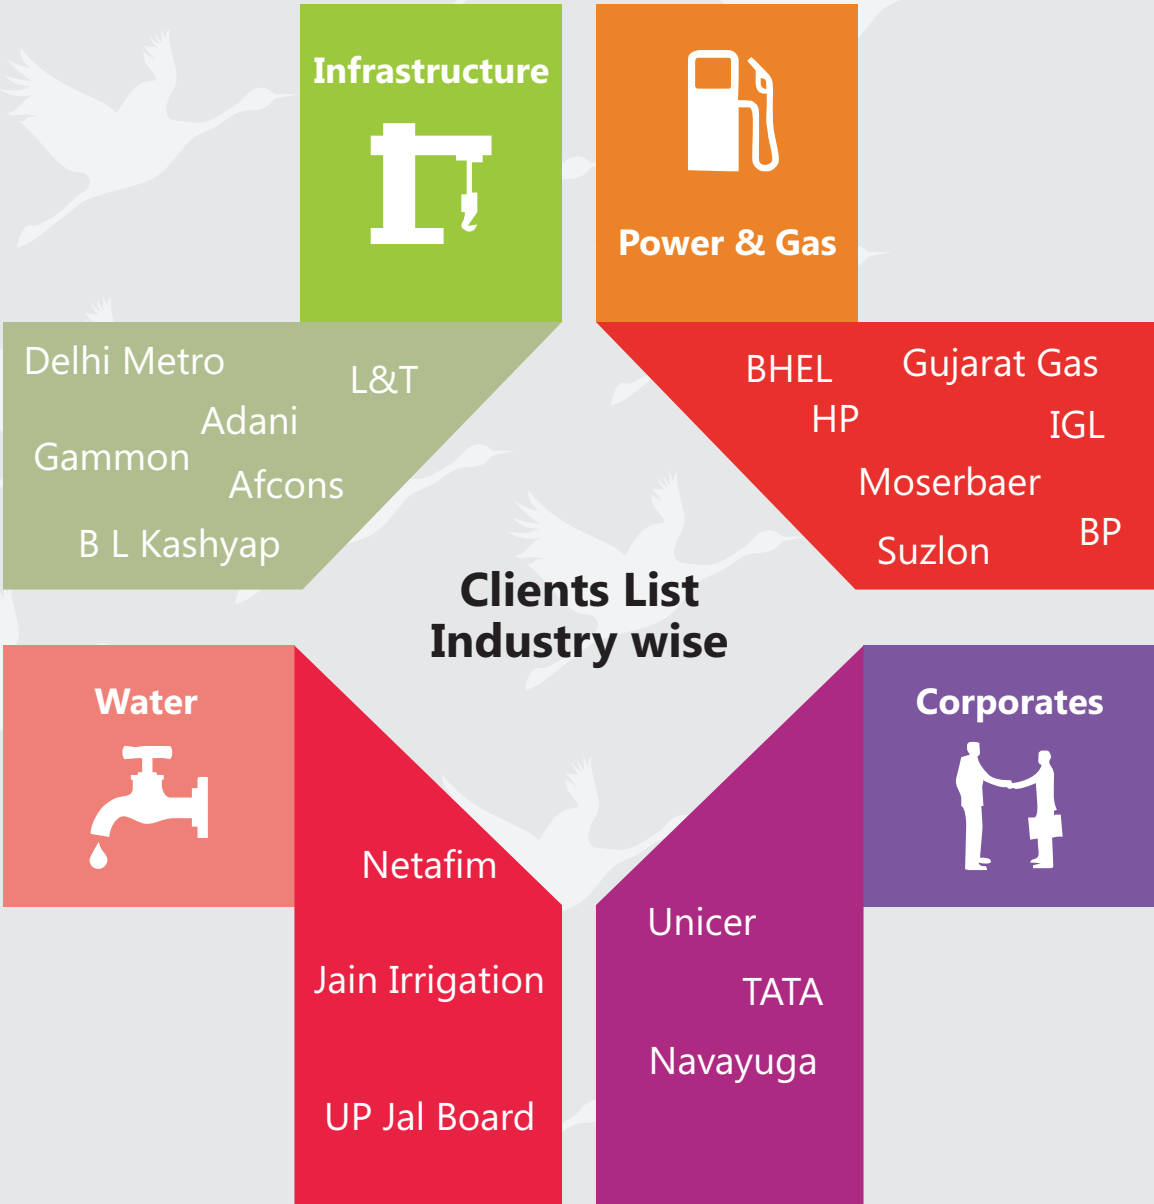 Infrastructure
Delhi Metro
L&T
Adani
Gammon
Afcons
B L Kashyap
Power & Gas
BHEL
Gujarat Gas
HP
IGL
Moserbaer
BP
Suzlon
Clients List
Industry wise
Water
Netafim
Jain Irrigation
UP Jal Board
Corporates
Unicer
TATA
Navayuga